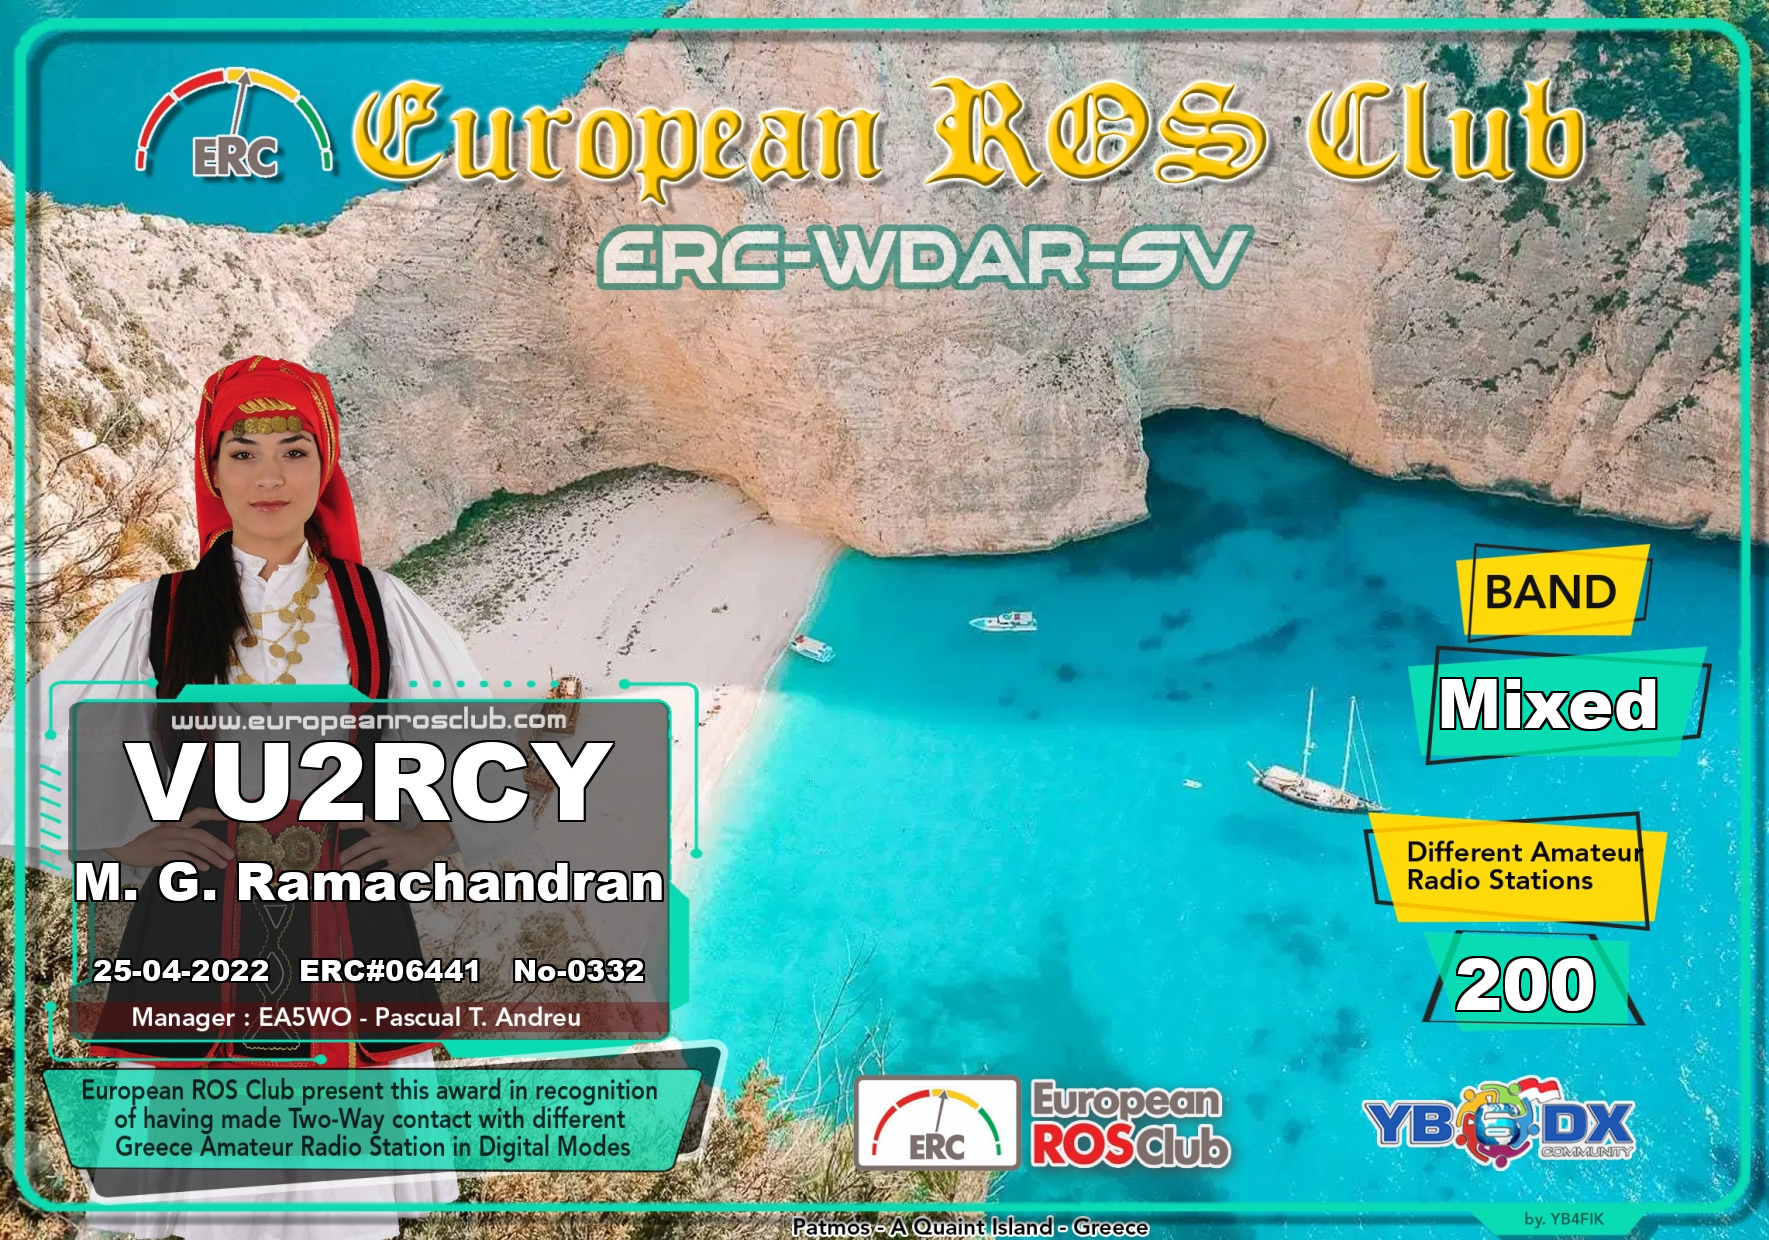 ERC
European ROS Club
ERC-WDAR-SV
BAND
Mixed
Different Amateur
Radio Stations
200
www.europeanrosclub.com
VU2RCY
M. G. Ramachandran
25-04-2022 ERC#06441 No-0332
Manager : EA5WO - Pascual T. Andreu
European ROS Club present this award in recognition
of having made Two-Way contact with different
Greece Amateur Radio Station in Digital Modes
ERC
European
ROSClub
YB DX
COMMUNITY
by. YB4FIK
Patmos - A Quaint Island - Greece